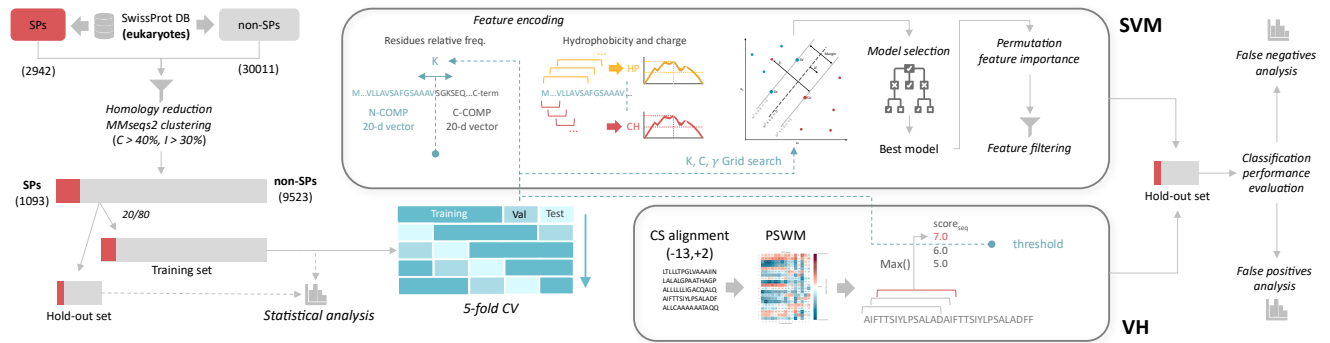 SPs
SwissProt DB
(eukaryotes)
non-SPs
(2942)
(30011)
Homology reduction
MMseqs2 clustering
(C > 40%, I > 30%)
SPs
(1093)
non-SPs
(9523)
20/80
Training set
Hold-out set
Statistical analysis
Training
Val
Test
5-fold CV
Feature encoding
Residues relative freq.
K
M...VLLAVSAFGSAAAVSGKSEQ...C-term
N-COMP
20-d vector
C-COMP
20-d vector
Hydrophobicity and charge
....
HP
M...VLLAVSAFGSAAAV...
...
CH
Margin
K, C, γ Grid search
Model selection
Best model
Permutation
feature importance
Feature filtering
SVM
CS alignment
(-13,+2)
LTLLLTPGLVAAAIIN
LALALGPAATHAGP
ALLLLLLIGACQALQ
AIFTTSIYLPSALADF
ALLCAAAAAATAQQ
PSWM
score seq
7.0
6.0
5.0
Max()
threshold
AIFTTSIYLPSALADAIFTTSIYLPSALADFF
VH
Hold-out set
False negatives
analysis
Classification
performance
evaluation
False positives
analysis